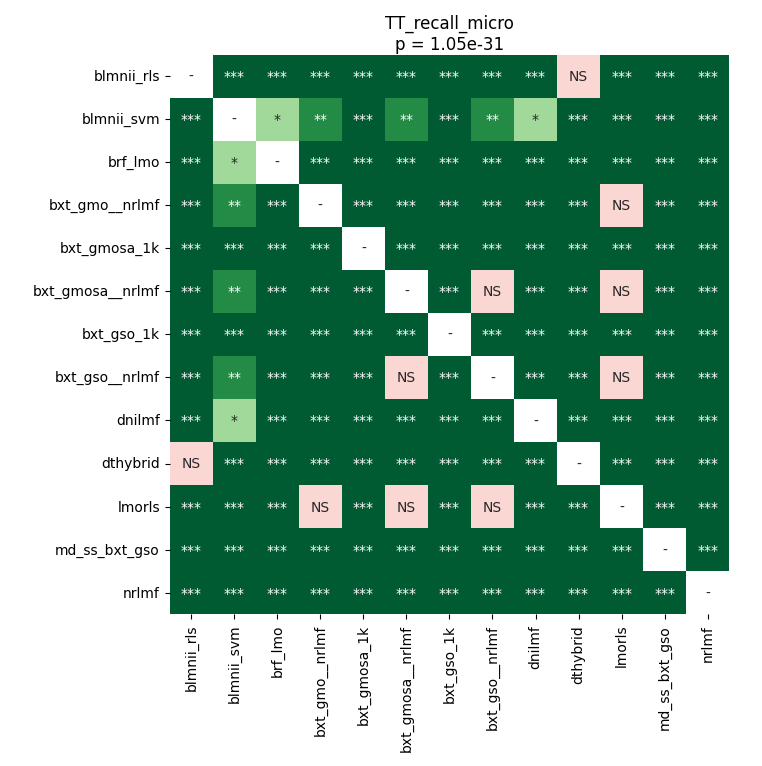 TT_recall_micro
p = 1.05e-31
blmnii_rls - *** *** *** *** *** *** *** *** NS *** *** ***
blmnii_svm *** - * ** *** ** *** ** * *** *** *** ***
brf_lmo *** * - *** *** *** *** *** *** *** *** *** ***
bxt_gmo__nrlmf *** ** *** - *** *** *** *** *** *** NS *** ***
bxt_gmosa_1k *** *** *** *** - *** *** *** *** *** *** *** ***
bxt_gmosa__nrlmf *** ** *** *** *** - *** NS *** *** NS *** ***
bxt_gso_1k *** *** *** *** *** *** - *** *** *** *** *** ***
bxt_gso__nrlmf *** ** *** *** *** NS *** - *** *** NS *** ***
dnilmf *** * *** *** *** *** *** *** - *** *** *** ***
dthybrid NS *** *** *** *** *** *** *** *** - *** *** ***
lmorls *** *** *** NS *** NS *** NS *** *** - *** ***
md_ss_bxt_gso *** *** *** *** *** *** *** *** *** *** *** - ***
nrlmf *** *** *** *** *** *** *** *** *** *** *** *** -
blmnii_rls
blmnii_svm
brf_lmo
bxt_gmo__nrlmf
bxt_gmosa_1k
bxt_gmosa__nrlmf
bxt_gso_1k
bxt_gso__nrlmf
dnilmf
dthybrid
lmorls
md_ss_bxt_gso
nrlmf